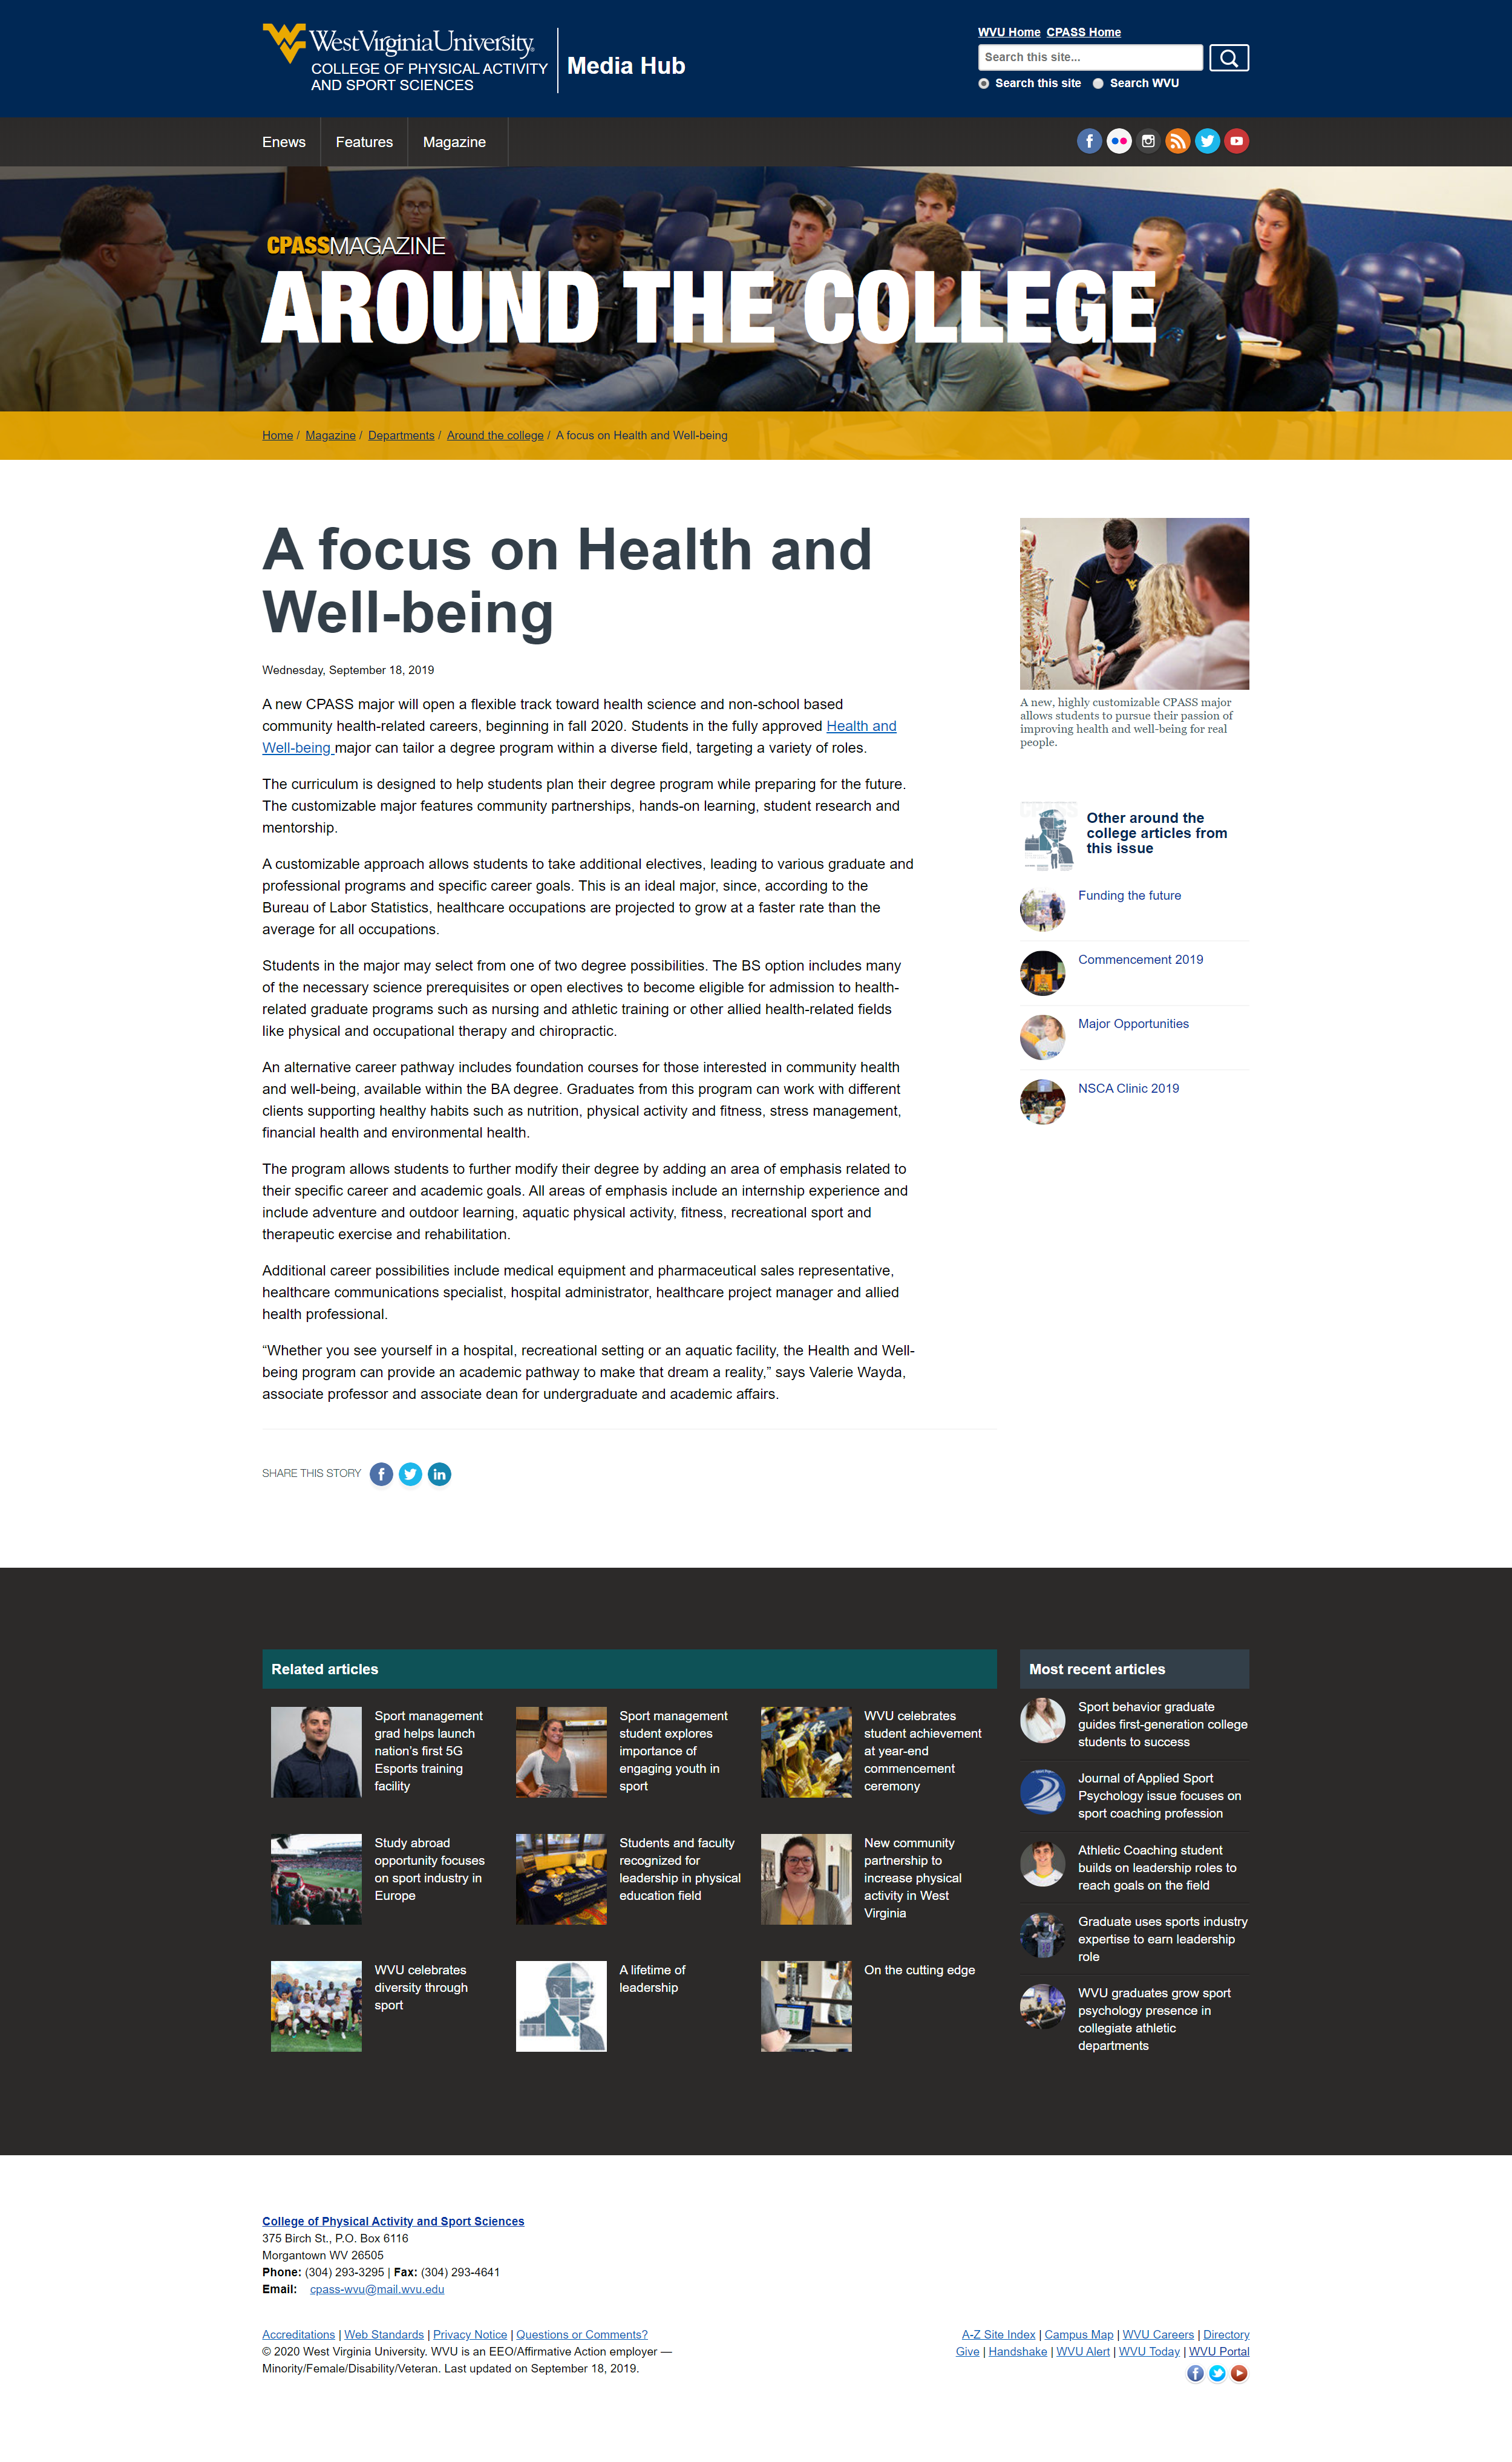 WestVirginiaUniversity.
COLLEGE OF PHYSICAL ACTIVITY
AND SPORT SCIENCES
Media Hub
WVU Home CPASS Home
Search this site...
Search this site Search WVU
Enews Features Magazine
CPASSMAGAZINE
AROUND THE COLLEGE
Home / Magazine / Departments / Around the college / A focus on Health and Well-being
A focus on Health and
Well-being
Wednesday, September 18, 2019
A new CPASS major will open a flexible track toward health science and non-school based
community health-related careers, beginning in fall 2020. Students in the fully approved Health and
Well-being major can tailor a degree program within a diverse field, targeting a variety of roles.
The curriculum is designed to help students plan their degree program while preparing for the future.
The customizable major features community partnerships, hands-on learning, student research and
mentorship.
A customizable approach allows students to take additional electives, leading to various graduate and
professional programs and specific career goals. This is an ideal major, since, according to the
Bureau of Labor Statistics, healthcare occupations are projected to grow at a faster rate than the
average for all occupations.
Students in the major may select from one of two degree possibilities. The BS option includes many
of the necessary science prerequisites or open electives to become eligible for admission to health-
related graduate programs such as nursing and athletic training or other allied health-related fields
like physical and occupational therapy and chiropractic.
An alternative career pathway includes foundation courses for those interested in community health
and well-being, available within the BA degree. Graduates from this program can work with different
clients supporting healthy habits such as nutrition, physical activity and fitness, stress management,
financial health and environmental health.
The program allows students to further modify their degree by adding an area of emphasis related to
their specific career and academic goals. All areas of emphasis include an internship experience and
include adventure and outdoor learning, aquatic physical activity, fitness, recreational sport and
therapeutic exercise and rehabilitation.
Additional career possibilities include medical equipment and pharmaceutical sales representative,
healthcare communications specialist, hospital administrator, healthcare project manager and allied
health professional.
“Whether you see yourself in a hospital, recreational setting or an aquatic facility, the Health and Well-
being program can provide an academic pathway to make that dream a reality,” says Valerie Wayda,
associate professor and associate dean for undergraduate and academic affairs.
SHARE THIS STORY
A new, highly customizable CPASS major
allows students to pursue their passion of
improving health and well-being for real
people.
CPASS
Other around the
college articles from
this issue
Funding the future
Commencement 2019
Major Opportunities
NSCA Clinic 2019
Related articles
Sport management
grad helps launch
nation’s first 5G
Esports training
facility
Sport management
student explores
importance of
engaging youth in
sport
WVU celebrates
student achievement
at year-end
commencement
ceremony
Study abroad
opportunity focuses
on sport industry in
Europe
Students and faculty
recognized for
leadership in physical
education field
New community
partnership to
increase physical
activity in West
Virginia
WVU celebrates
diversity through
sport
A lifetime of
leadership
On the cutting edge
Most recent articles
Sport behavior graduate
guides first-generation college
students to success
Journal of Applied Sport
Psychology issue focuses on
sport coaching profession
Athletic Coaching student
builds on leadership roles to
reach goals on the field
Graduate uses sports industry
expertise to earn leadership
role
WVU graduates grow sport
psychology presence in
collegiate athletic
departments
College of Physical Activity and Sport Sciences
375 Birch St., P.O. Box 6116
Morgantown WV 26505
Phone: (304) 293-3295 | Fax: (304) 293-4641
Email: cpass-wvu@mail.wvu.edu
Accreditations | Web Standards | Privacy Notice | Questions or Comments?
© 2020 West Virginia University. WVU is an EEO/Affirmative Action employer —
Minority/Female/Disability/Veteran. Last updated on September 18, 2019.
A-Z Site Index | Campus Map | WVU Careers | Directory
Give | Handshake | WVU Alert | WVU Today | WVU Portal